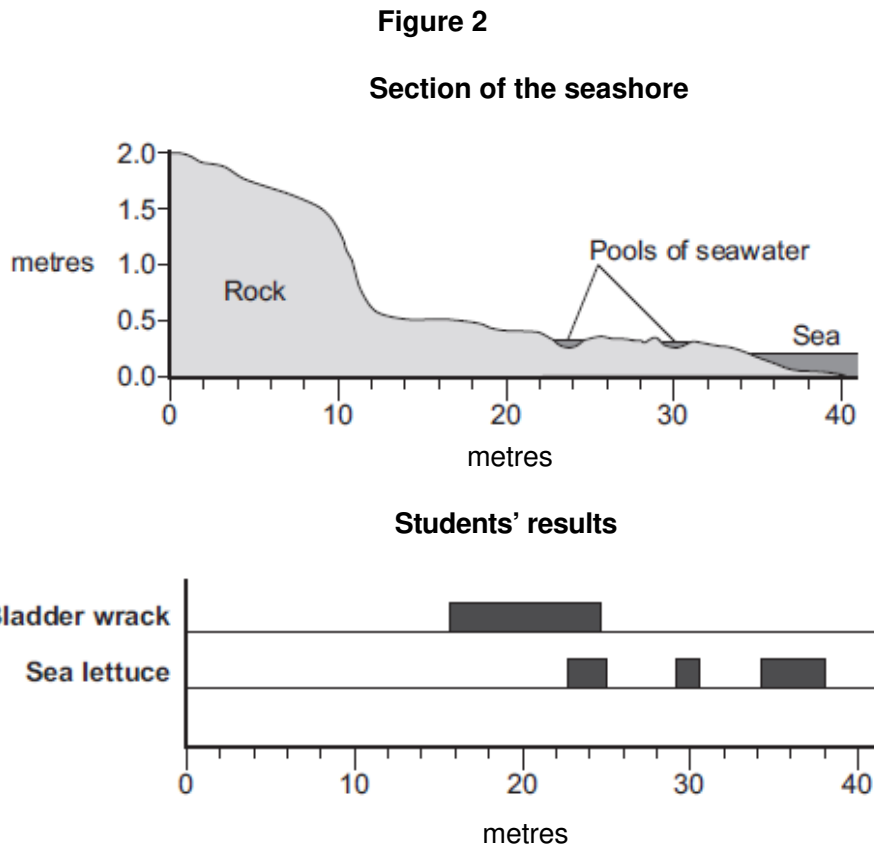 Figure 2
Section of the seashore
2.0
1.5
metres 1.0
0.5
0.0
Rock
Pools of seawater
Sea
0 10 20 30 40
metres
Students' results
ladder wrack
Sea lettuce
0 10 20 30 40
metres